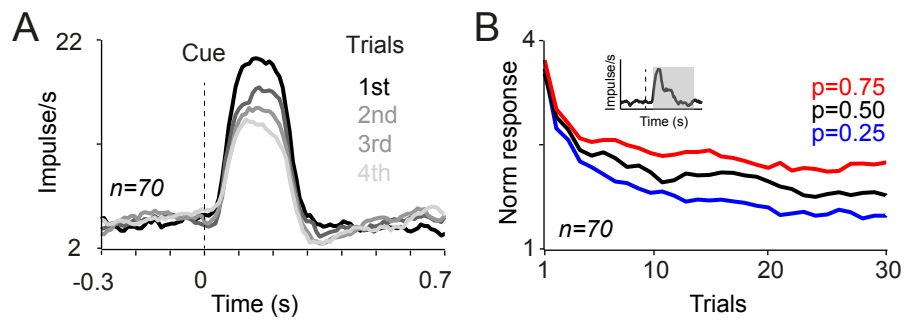 A
22
Impulse/s
2
Cue
Trials
1st
2nd
3rd
4th
n=70
-0.3
0
0.7
Time (s)
B
4
Norm response
1
Impulse/s
Time (s)
p=0.75
p=0.50
p=0.25
n=70
1
10
20
30
Trials